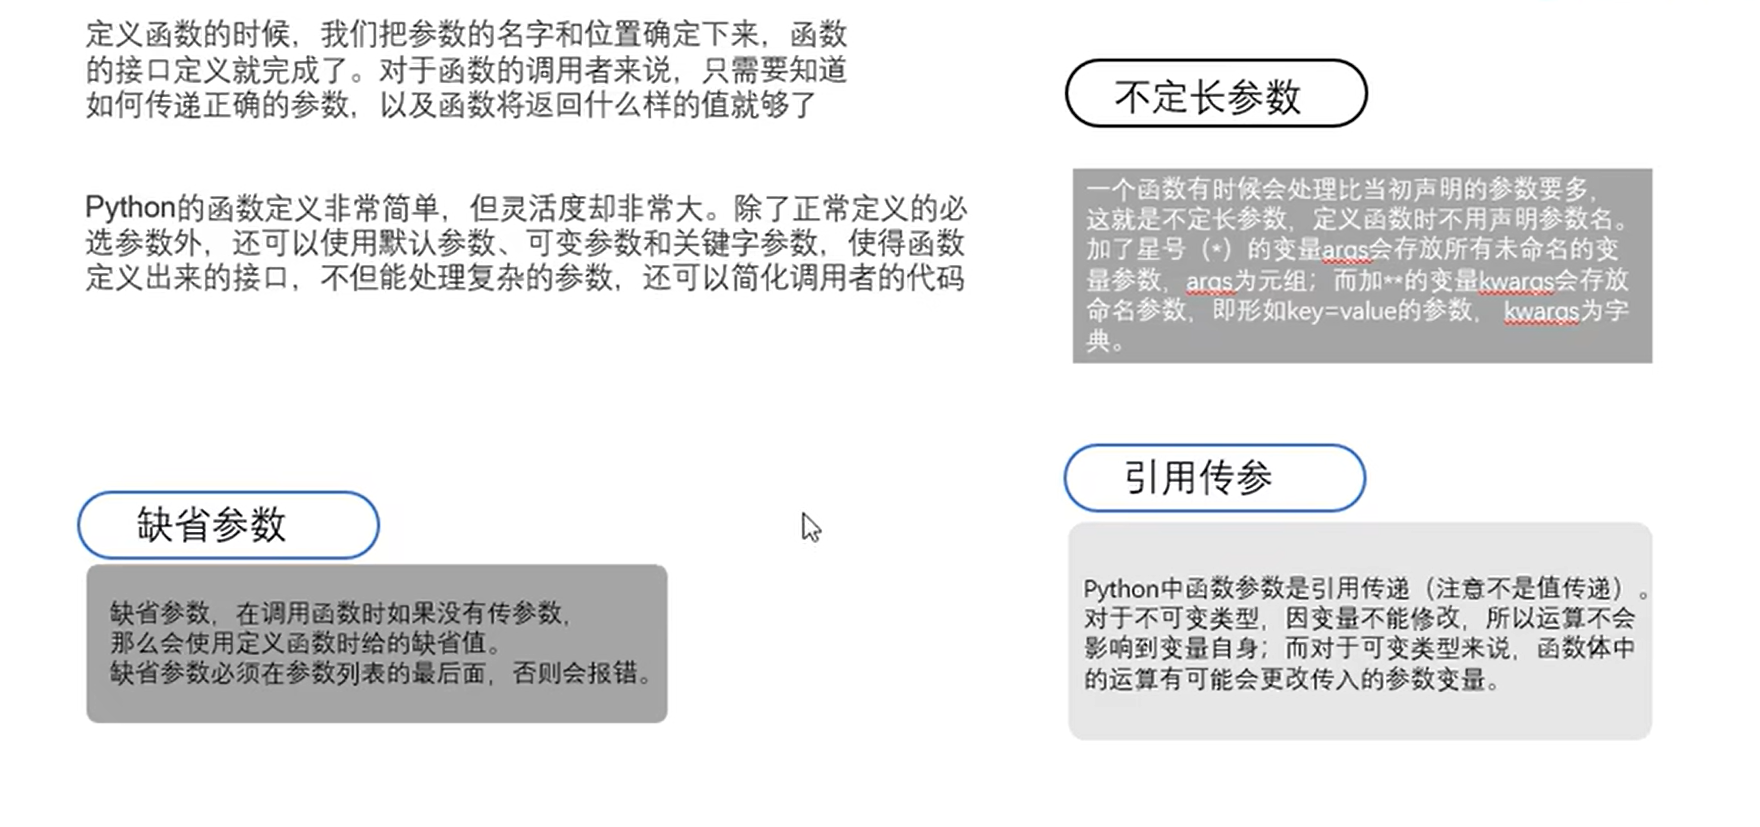 定义函数的时候，我们把参数的名字和位置确定下来，函数
的接口定义就完成了。对于函数的调用者来说，只需要知道
如何传递正确的参数，以及函数将返回什么样的值就够了
Python的函数定义非常简单，但灵活度却非常大。除了正常定义的必
选参数外，还可以使用默认参数、可变参数和关键字参数，使得函数
定义出来的接口，不但能处理复杂的参数，还可以简化调用者的代码
缺省参数
缺省参数，在调用函数时如果没有传参数，
那么会使用定义函数时给的缺省值。
缺省参数必须在参数列表的最后面，否则会报错。
不定长参数
一个函数有时候会处理比当初声明的参数要多，
这就是不定长参数，定义函数时不用声明参数名。
加了星号（*）的变量args会存放所有未命名的变
量参数，args为元组；而加**的变量kwargs会存放
命名参数，即形如key=value的参数， kwargs为字
典。
引用传参
Python中函数参数是引用传递（注意不是值传递）。
对于不可变类型，因变量不能修改，所以运算不会
影响到变量自身；而对于可变类型来说，函数体中
的运算有可能会更改传入的参数变量。